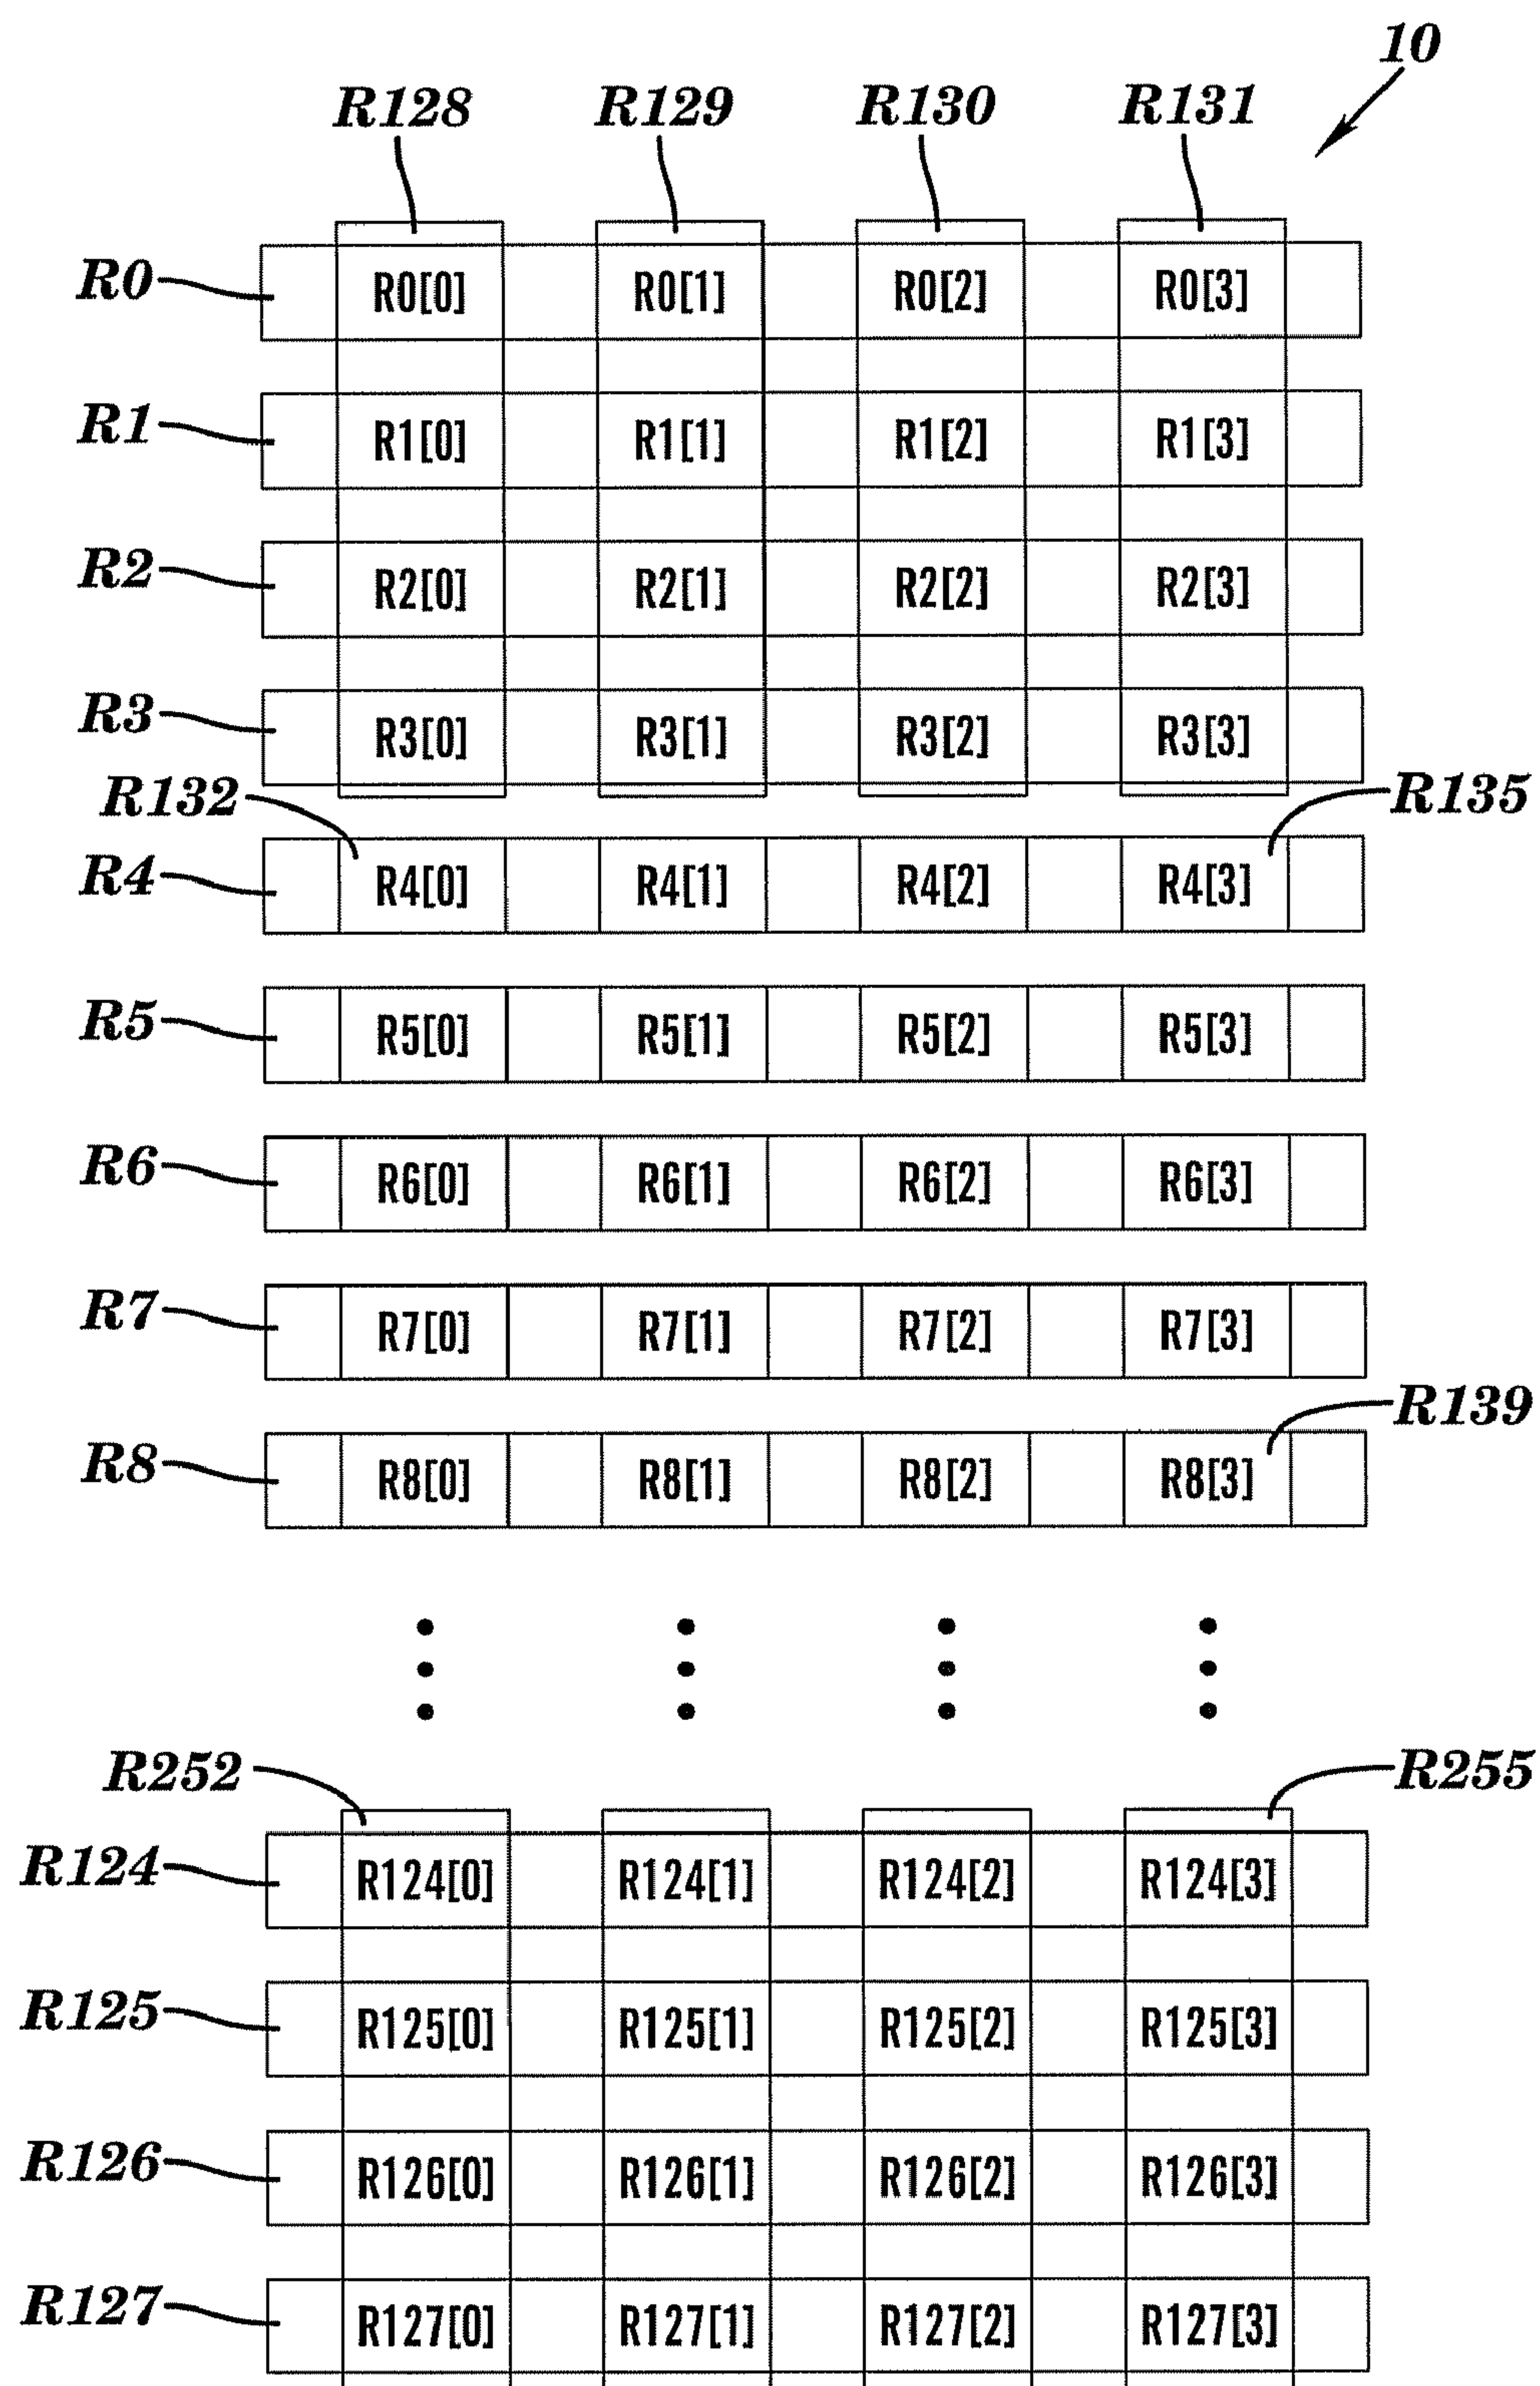 10
R128 R129 R130 R131
R0 R0[0] R0[1] R0[2] R0[3]
R1 R1[0] R1[1] R1[2] R1[3]
R2 R2[0] R2[1] R2[2] R2[3]
R3 R3[0] R3[1] R3[2] R3[3]
R132 R135
R4 R4[0] R4[1] R4[2] R4[3]
R5 R5[0] R5[1] R5[2] R5[3]
R6 R6[0] R6[1] R6[2] R6[3]
R7 R7[0] R7[1] R7[2] R7[3]
R139
R8 R8[0] R8[1] R8[2] R8[3]
R252 R255
R124 R124[0] R124[1] R124[2] R124[3]
R125 R125[0] R125[1] R125[2] R125[3]
R126 R126[0] R126[1] R126[2] R126[3]
R127 R127[0] R127[1] R127[2] R127[3]